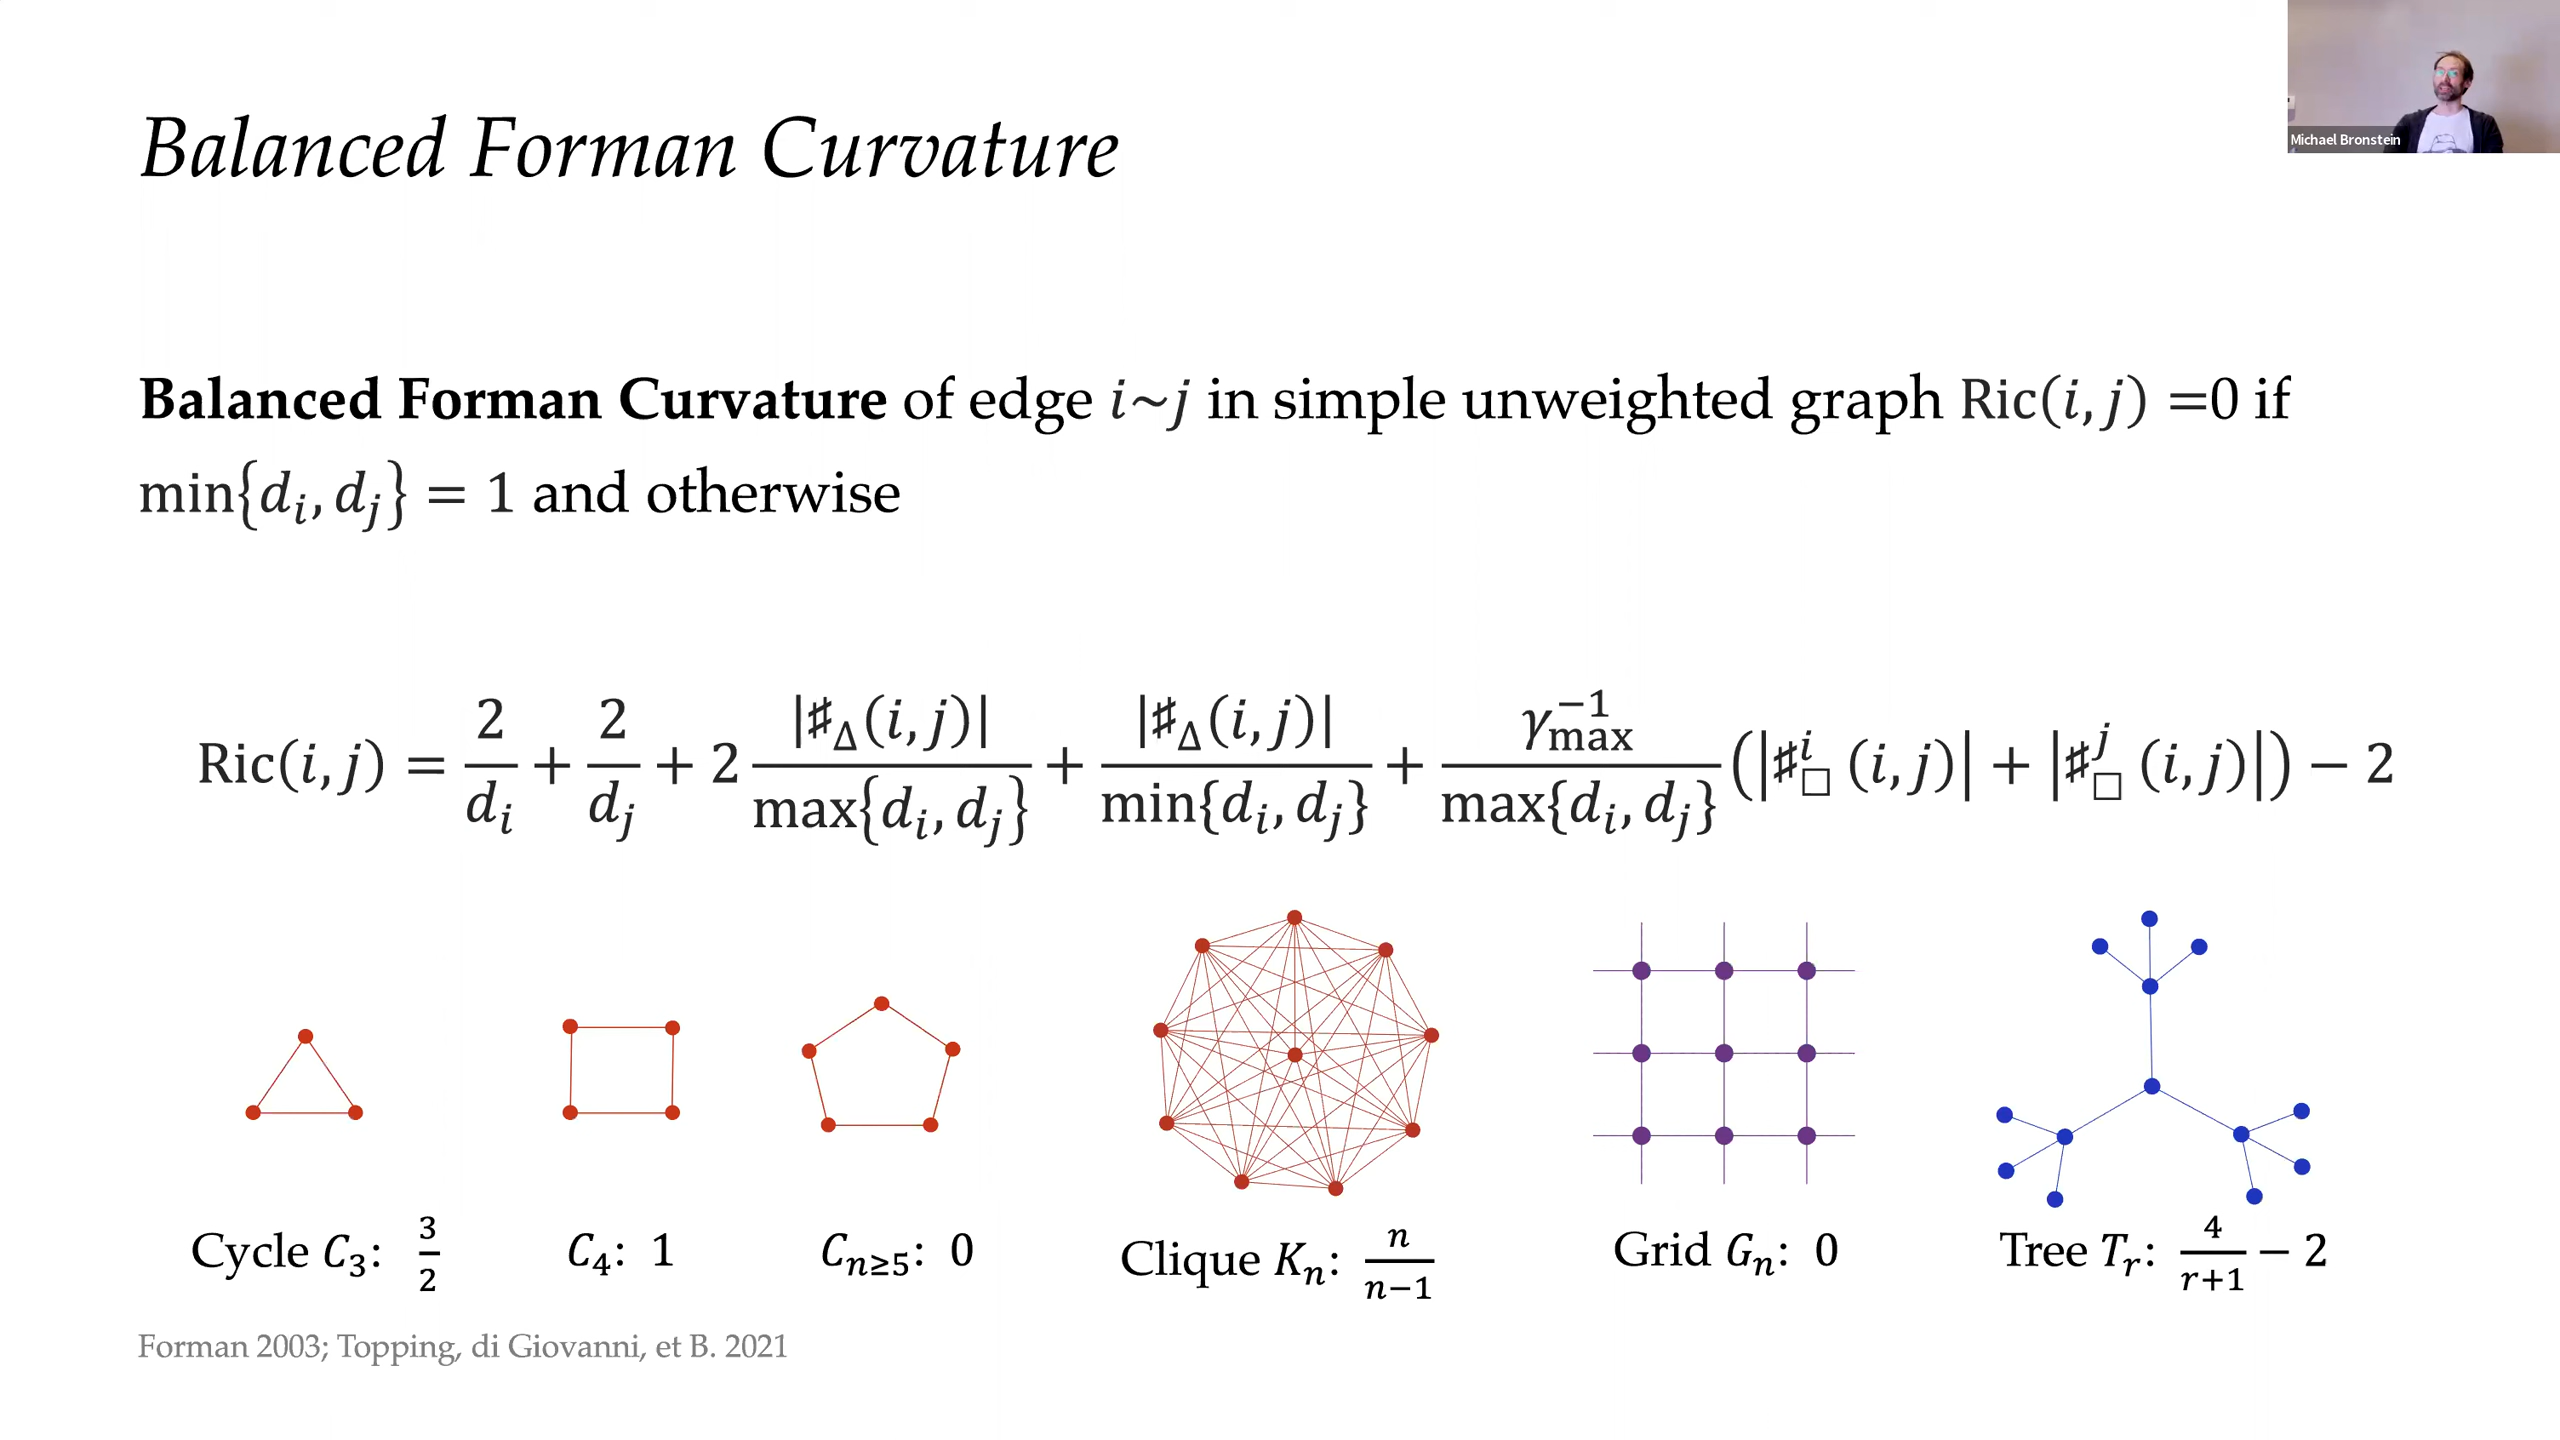 Michael Bronstein
Balanced Forman Curvature
Balanced Forman Curvature of edge i~j in simple unweighted graph Ric(i, j) =0 if
min{d_i, d_j} = 1 and otherwise
Ric(i, j) = 2/d_i + 2/d_j + 2 |♯_Δ(i, j)|/max{d_i, d_j} + |♯_Δ(i, j)|/min{d_i, d_j} + γ_max^{-1}/max{d_i, d_j} (|♯_□^i (i, j)| + |♯_□^j (i, j)|) − 2
Cycle C_3: 3/2 C_4: 1 C_{n≥5}: 0 Clique K_n: n/(n−1) Grid G_n: 0 Tree T_r: 4/(r+1) − 2
Forman 2003; Topping, di Giovanni, et B. 2021